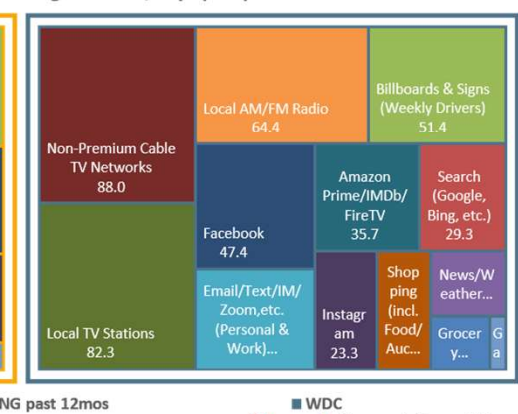 Non-Premium Cable
TV Networks
88.0
Local AM/FM Radio
64.4
Billboards & Signs
(Weekly Drivers)
51.4
Local TV Stations
82.3
Facebook
47.4
Amazon
Prime/IMDb/
FireTV
35.7
Search
(Google,
Bing, etc.)
29.3
Email/Text/IM/
Zoom,etc.
(Personal &
Work)...
Instagr
am
23.3
Shop
ping
(incl.
Food/
Auc...
News/W
eather...
Grocer
y...
G
a
NG past 12mos
WDC